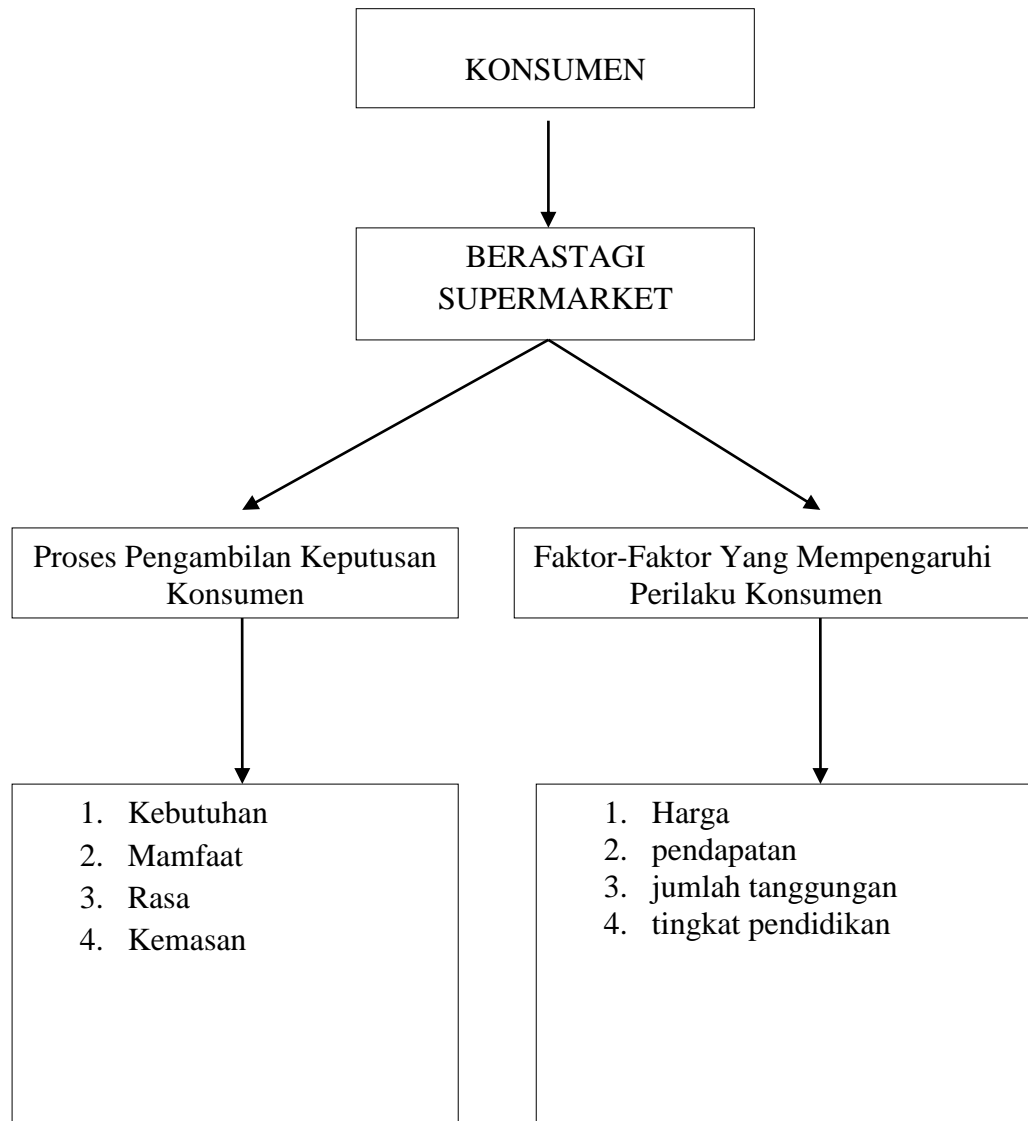 KONSUMEN
BERASTAGI
SUPERMARKET
Proses Pengambilan Keputusan
Konsumen
Faktor-Faktor Yang Mempengaruhi
Perilaku Konsumen
1. Kebutuhan
2. Mamfaat
3. Rasa
4. Kemasan
1. Harga
2. pendapatan
3. jumlah tanggungan
4. tingkat pendidikan